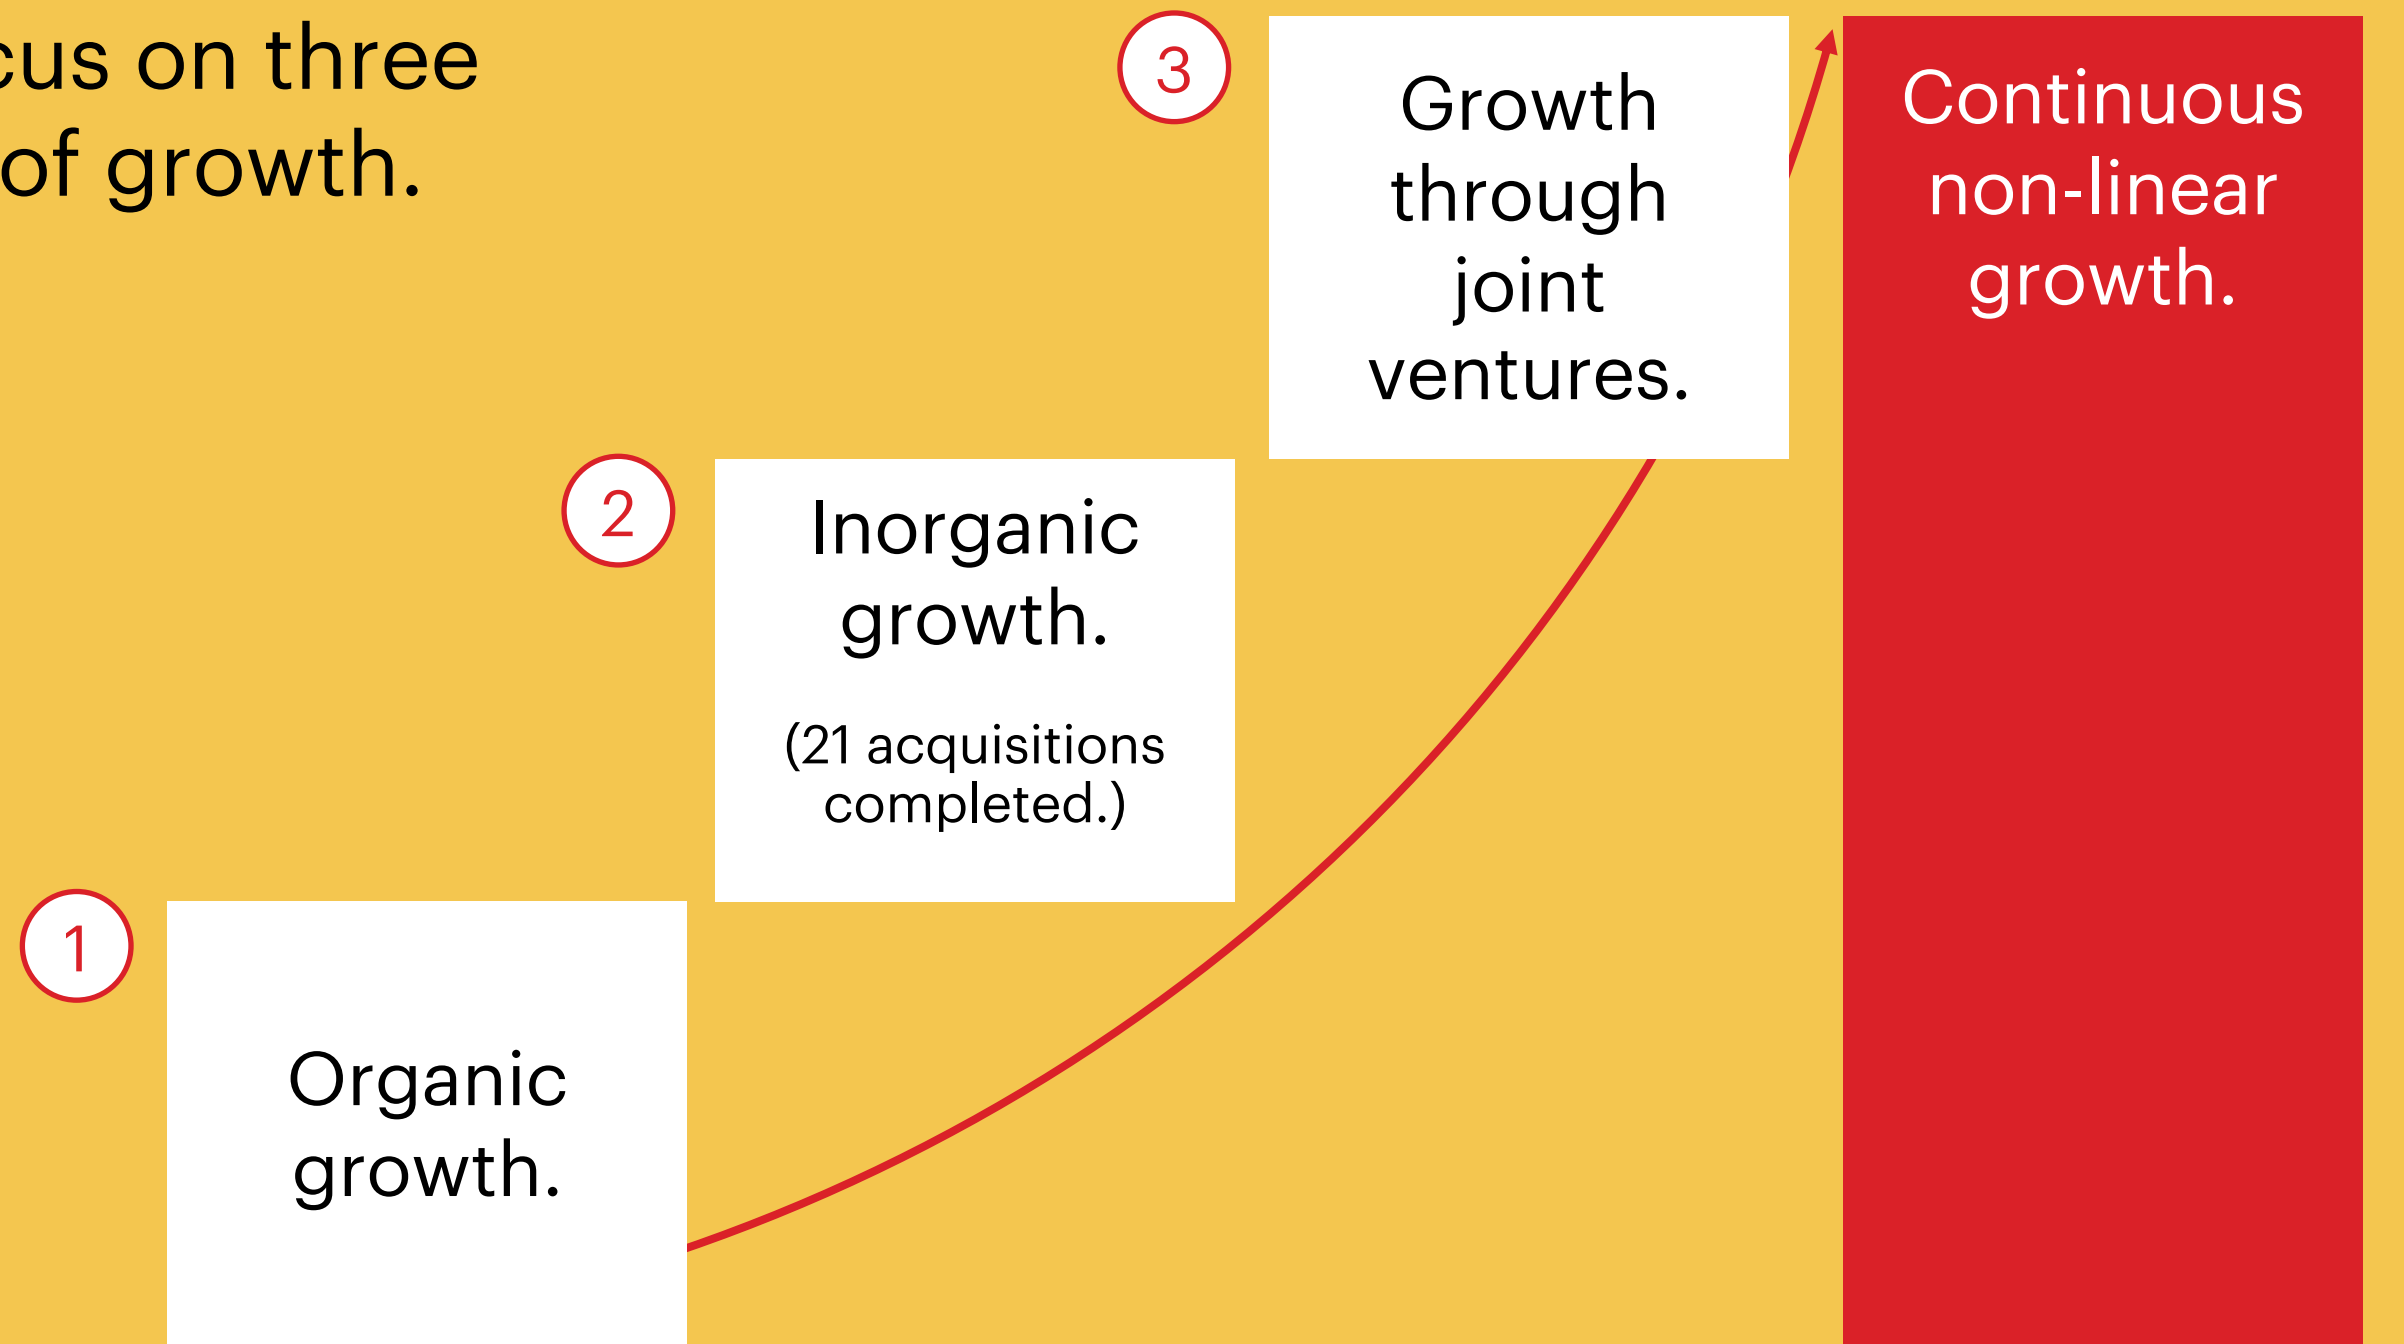 cus on three
of growth.
3
Growth
through
joint
ventures.
Continuous
non-linear
growth.
2
Inorganic
growth.
(21 acquisitions
completed.)
1
Organic
growth.